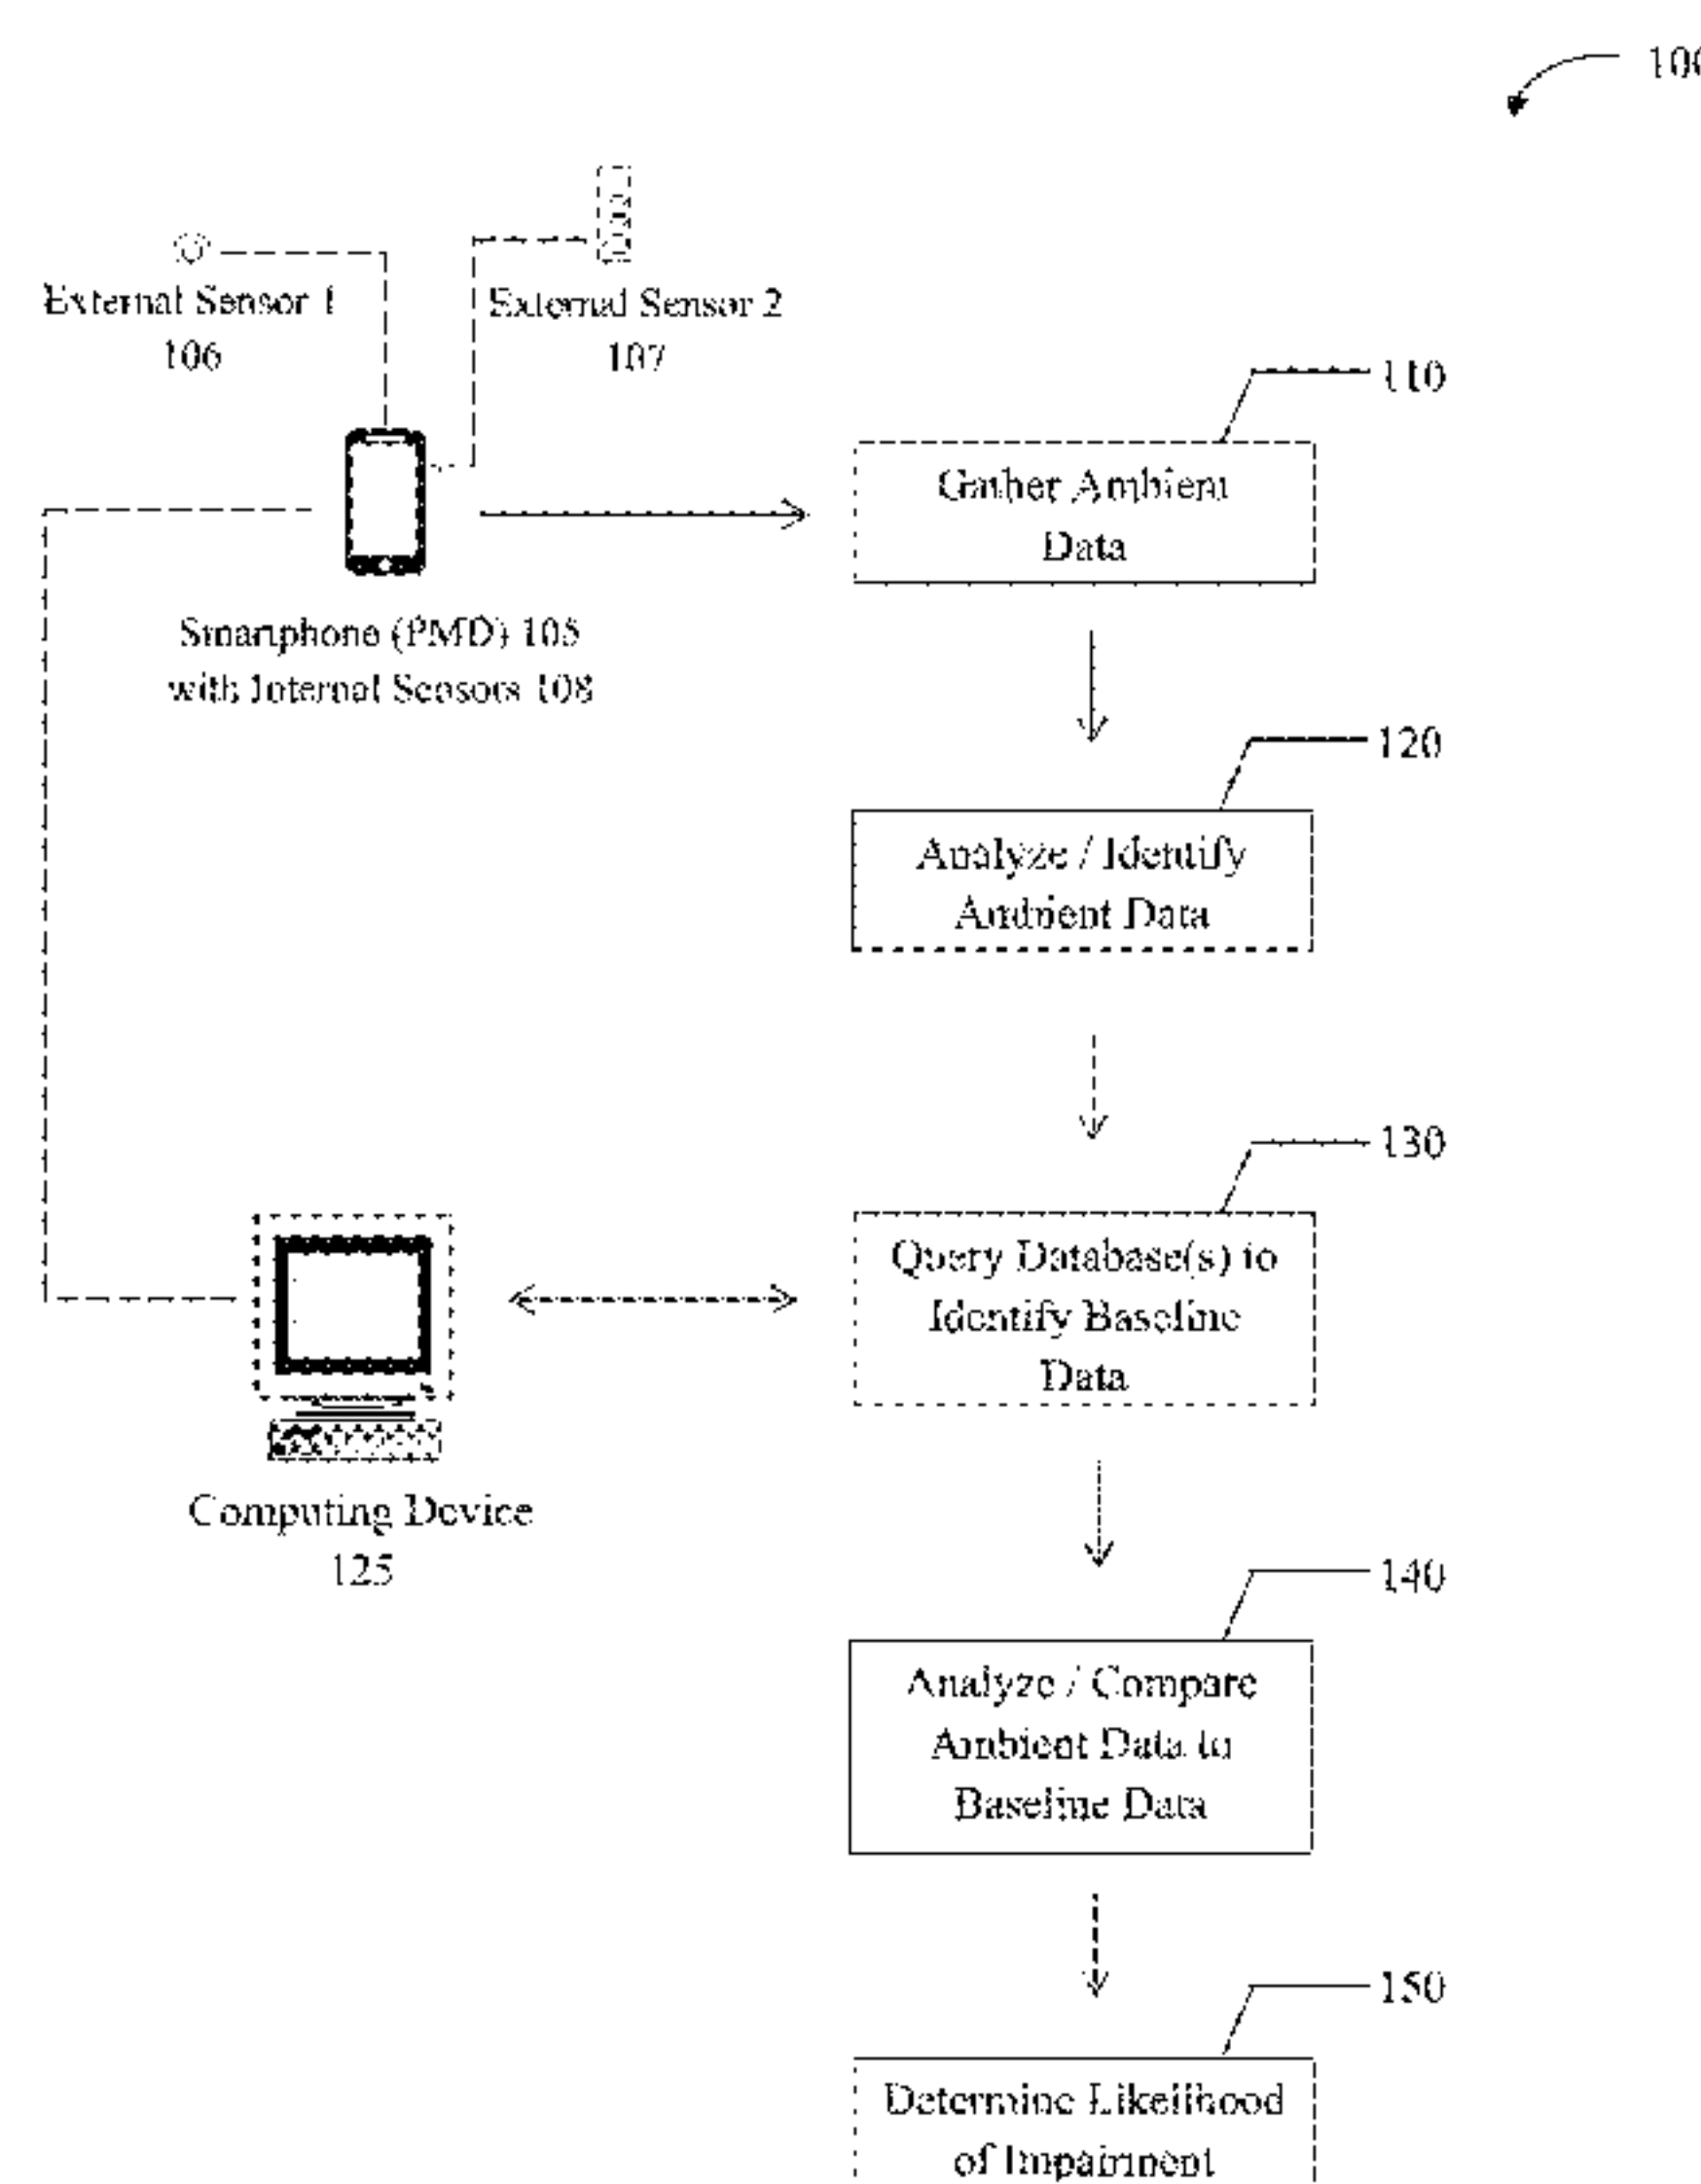 100
External Sensor 1
106
External Sensor 2
107
110
Gather Ambient
Data
Smartphone (PMD) 105
with Internal Sensors 108
120
Analyze / Identify
Ambient Data
130
Query Database(s) to
Identify Baseline
Data
Computing Device
125
140
Analyze / Compare
Ambient Data to
Baseline Data
150
Determine Likelihood
of Impairment